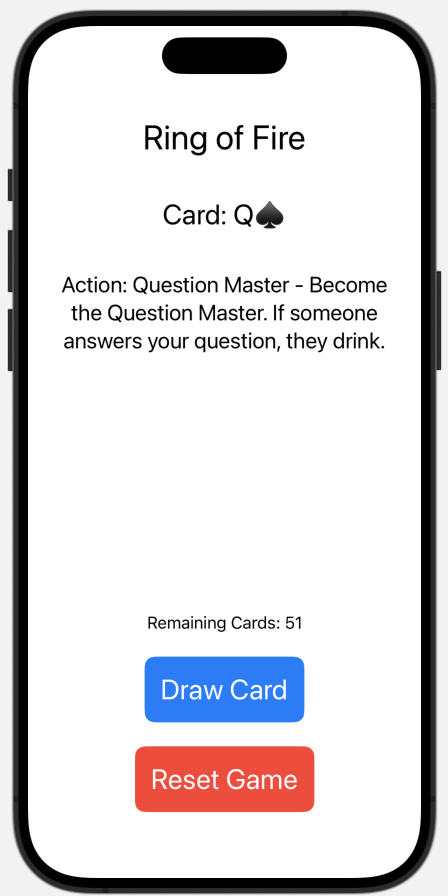 Ring of Fire
Card: Q♠️
Action: Question Master - Become
the Question Master. If someone
answers your question, they drink.
Remaining Cards: 51
Draw Card
Reset Game